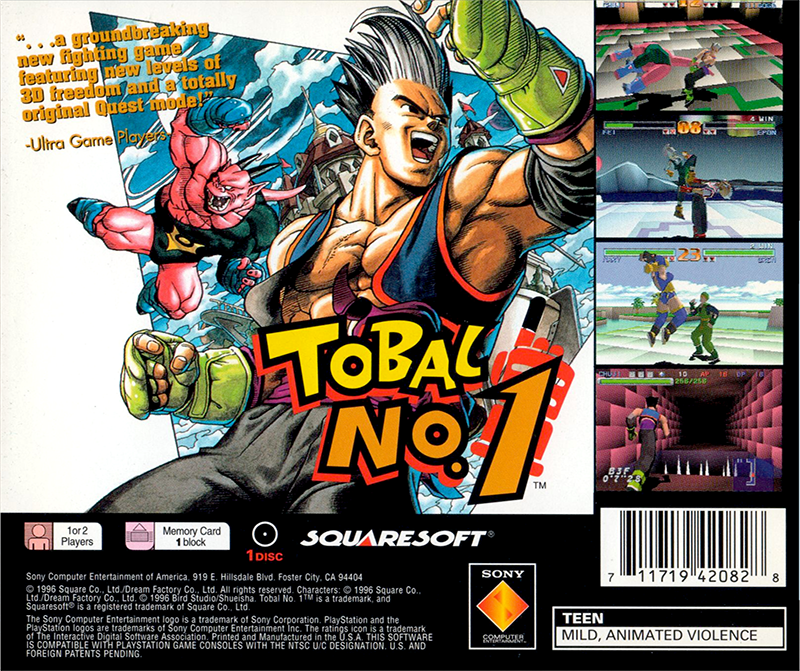 “. . .a groundbreaking
new fighting game
featuring new levels of
3D freedom and a totally
original Quest mode!”
-Ultra Game Players
TOBAL
NO.1
TM
4 WIN
FEI
08
EPON
MARY
23
CHUJI
256/256
B3F
1or 2
Players
Memory Card
1 block
1DISC
SQUARESOFT®
Sony Computer Entertainment of America. 919 E. Hillsdale Blvd. Foster City, CA 94404
© 1996 Square Co., Ltd./Dream Factory Co., Ltd. All rights reserved. Characters: © 1996 Square Co.,
Ltd./Dream Factory Co., Ltd. © 1996 Bird Studio/Shueisha. Tobal No. 1™ is a trademark, and
Squaresoft® is a registered trademark of Square Co., Ltd.
The Sony Computer Entertainment logo is a trademark of Sony Corporation. PlayStation and the
PlayStation logos are trademarks of Sony Computer Entertainment Inc. The ratings icon is a trademark
of The Interactive Digital Software Association. Printed and Manufactured in the U.S.A. THIS SOFTWARE
IS COMPATIBLE WITH PLAYSTATION GAME CONSOLES WITH THE NTSC U/C DESIGNATION. U.S. AND
FOREIGN PATENTS PENDING.
SONY
COMPUTER
ENTERTAINMENT
7 11719 42082 8
TEEN
MILD, ANIMATED VIOLENCE